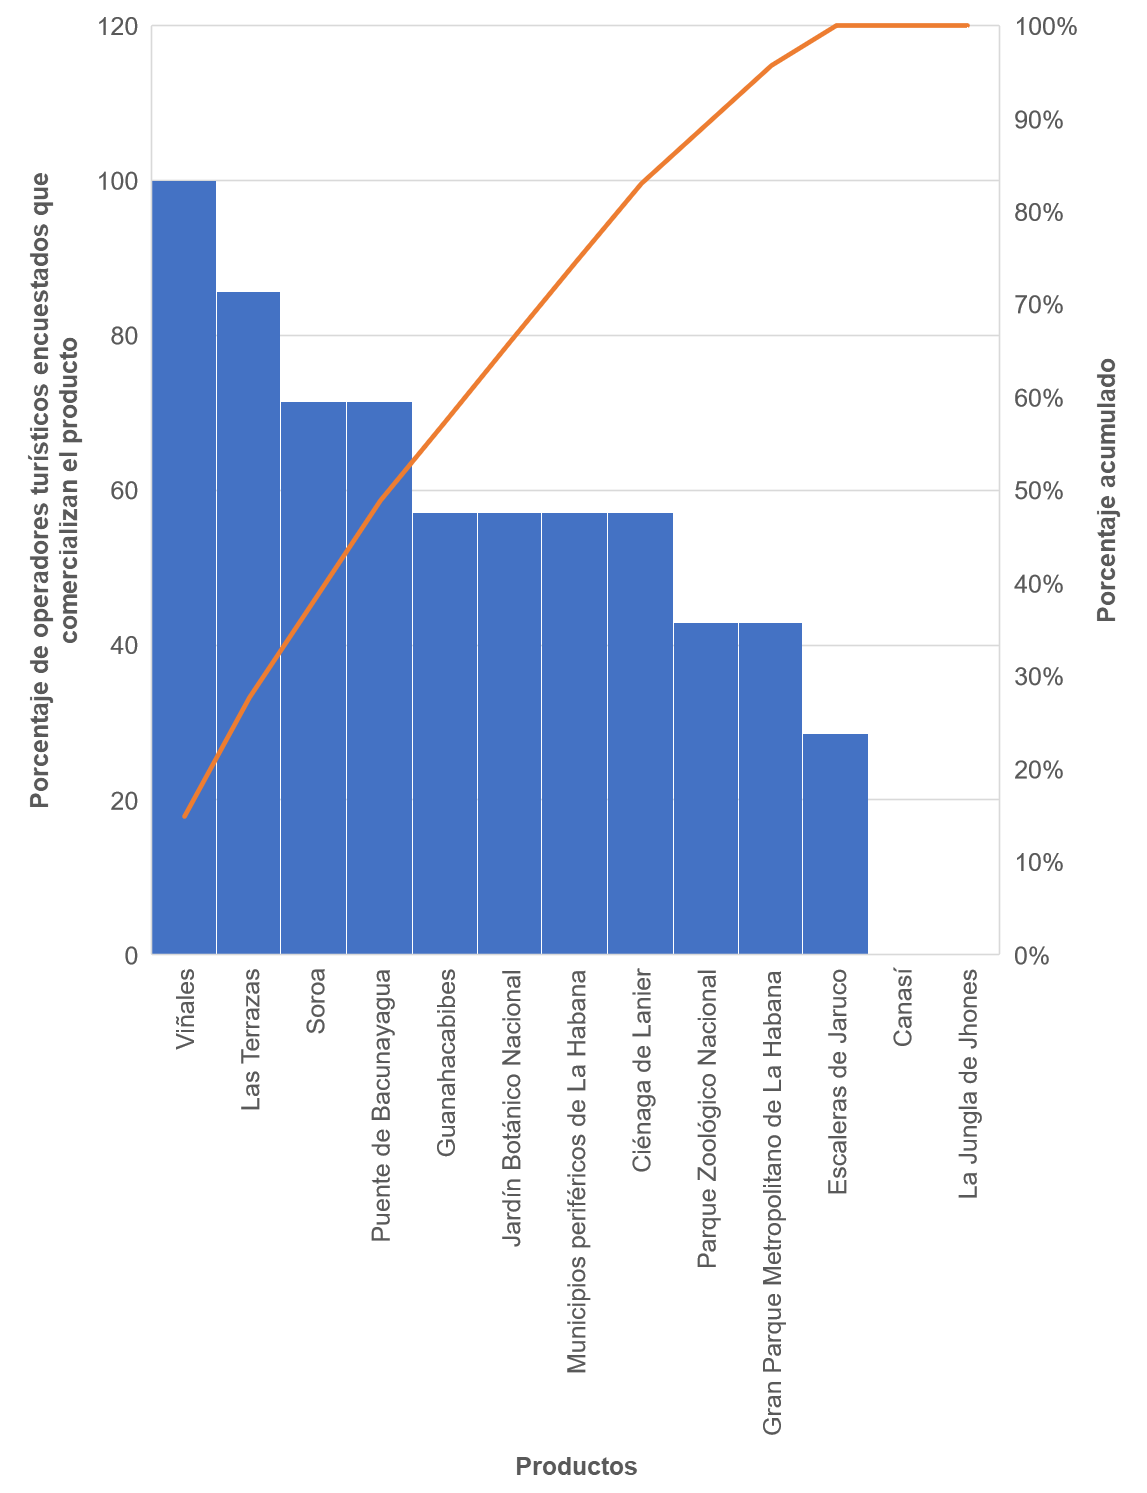 Porcentaje de operadores turísticos encuestados que
comercializan el producto
120
100
80
60
40
20
0
100%
90%
80%
70%
60%
50%
40%
30%
20%
10%
0%
Porcentaje acumulado
Viñales
Las Terrazas
Soroa
Puente de Bacunayagua
Guanahacabibes
Jardín Botánico Nacional
Municipios periféricos de La Habana
Ciénaga de Lanier
Parque Zoológico Nacional
Gran Parque Metropolitano de La Habana
Escaleras de Jaruco
Canasí
La Jungla de Jhones
Productos